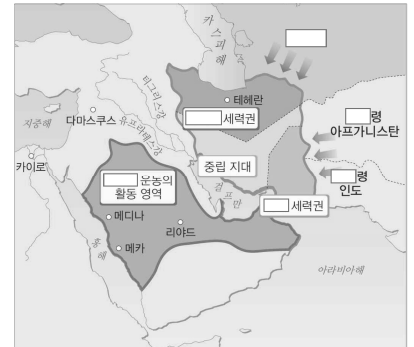 카
스
피
해
테헤란
세력권
티그리스강
유프라테스강
지중해
다마스쿠스
령
아프가니스탄
카이로
중립 지대
령
인도
운동의
활동 영역
걸
프만
세력권
메디나
리야드
홍
해
메카
아라비아해